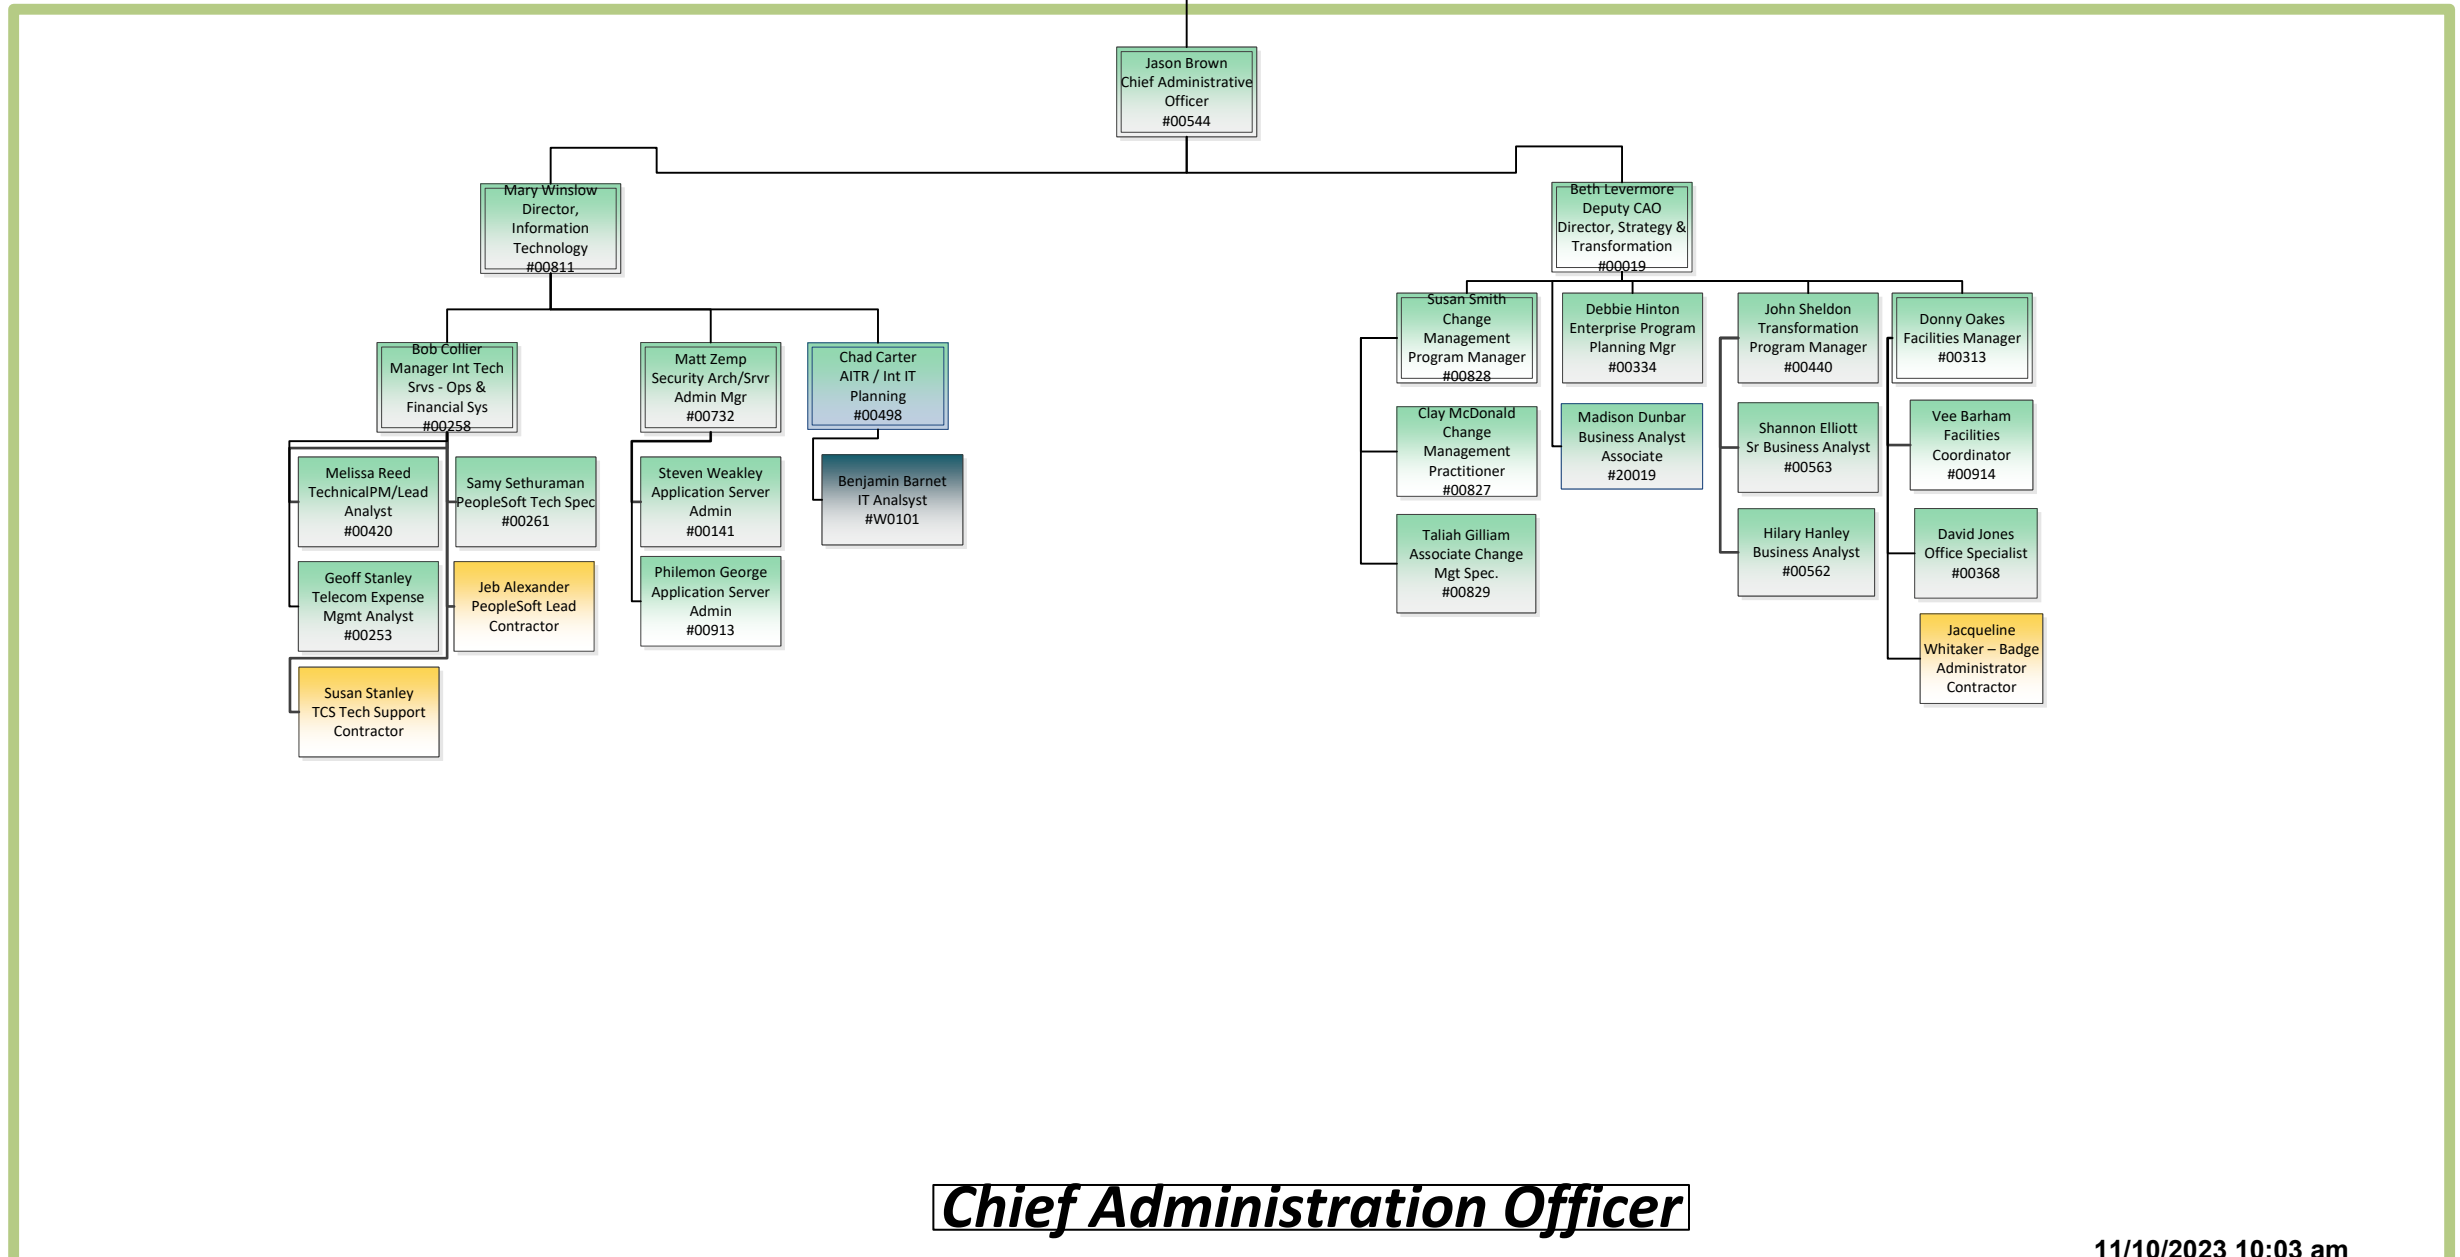 Jason Brown
Chief Administrative
Officer
#00544
Mary Winslow
Director,
Information
Technology
#00811
Beth Levermore
Deputy CAO
Director, Strategy &
Transformation
#00019
Bob Collier
Manager Int Tech
Srvs - Ops &
Financial Sys
#00258
Matt Zemp
Security Arch/Srvr
Admin Mgr
#00732
Chad Carter
AITR / Int IT
Planning
#00498
Susan Smith
Change
Management
Program Manager
#00828
Debbie Hinton
Enterprise Program
Planning Mgr
#00334
John Sheldon
Transformation
Program Manager
#00440
Donny Oakes
Facilities Manager
#00313
Melissa Reed
TechnicalPM/Lead
Analyst
#00420
Samy Sethuraman
PeopleSoft Tech Spec
#00261
Steven Weakley
Application Server
Admin
#00141
Benjamin Barnet
IT Analsyst
#W0101
Clay McDonald
Change
Management
Practitioner
#00827
Madison Dunbar
Business Analyst
Associate
#20019
Shannon Elliott
Sr Business Analyst
#00563
Vee Barham
Facilities
Coordinator
#00914
Geoff Stanley
Telecom Expense
Mgmt Analyst
#00253
Jeb Alexander
PeopleSoft Lead
Contractor
Philemon George
Application Server
Admin
#00913
Taliah Gilliam
Associate Change
Mgt Spec.
#00829
Hilary Hanley
Business Analyst
#00562
David Jones
Office Specialist
#00368
Susan Stanley
TCS Tech Support
Contractor
Jacqueline
Whitaker – Badge
Administrator
Contractor
Chief Administration Officer
11/10/2023 10:03 am